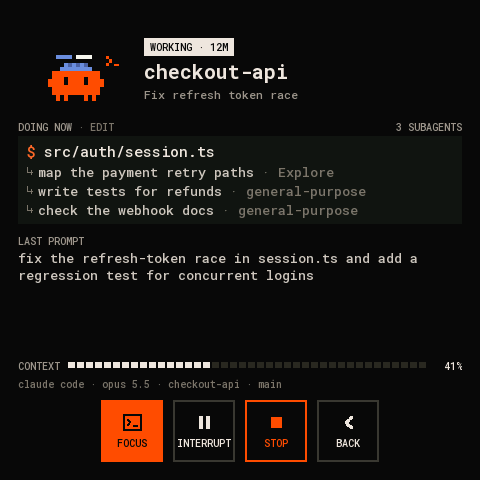 WORKING · 12M
checkout-api
Fix refresh token race
DOING NOW · EDIT
3 SUBAGENTS
$ src/auth/session.ts
↳ map the payment retry paths · Explore
↳ write tests for refunds · general-purpose
↳ check the webhook docs · general-purpose
LAST PROMPT
fix the refresh-token race in session.ts and add a
regression test for concurrent logins
CONTEXT
41%
claude code · opus 5.5 · checkout-api · main
FOCUS
INTERRUPT
STOP
BACK